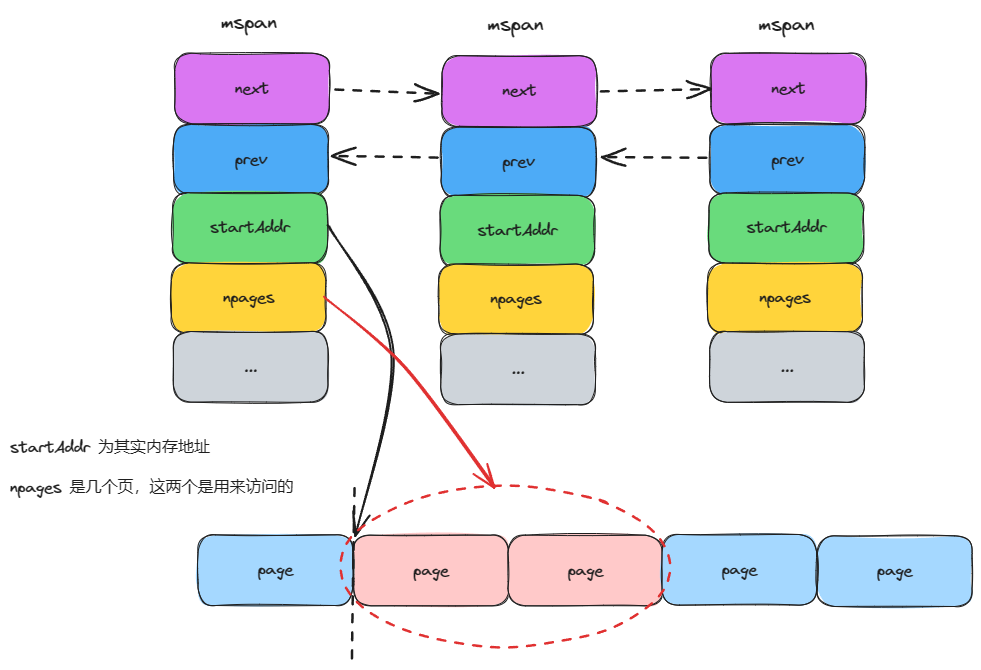 mspan mspan mspan
next next next
prev prev prev
startAddr startAddr startAddr
npages npages npages
... ... ...
startAddr 为其实内存地址
npages 是几个页，这两个是用来访问的
page page page page page